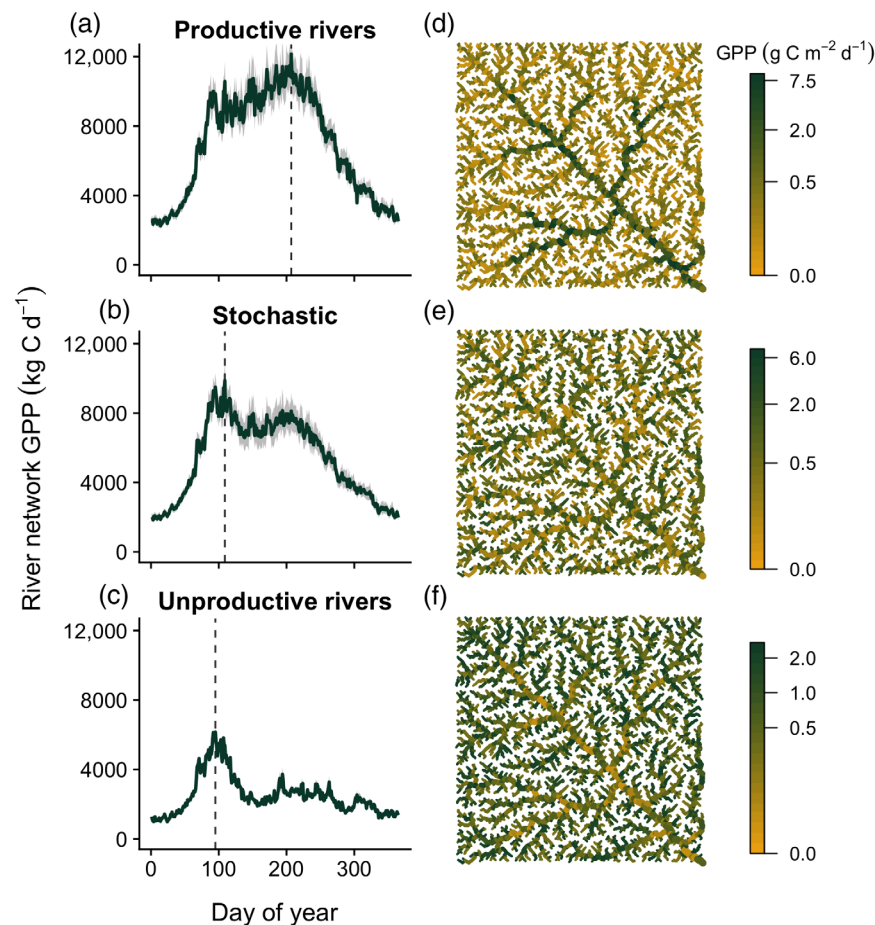 (a)
Productive rivers
12,000
8000
4000
0
(d)
GPP (g C m⁻² d⁻¹)
7.5
2.0
0.5
0.0
River network GPP (kg C d⁻¹)
(b)
Stochastic
12,000
8000
4000
0
(e)
6.0
2.0
0.5
0.0
(c)
Unproductive rivers
12,000
8000
4000
0
0 100 200 300
Day of year
(f)
2.0
1.0
0.5
0.0